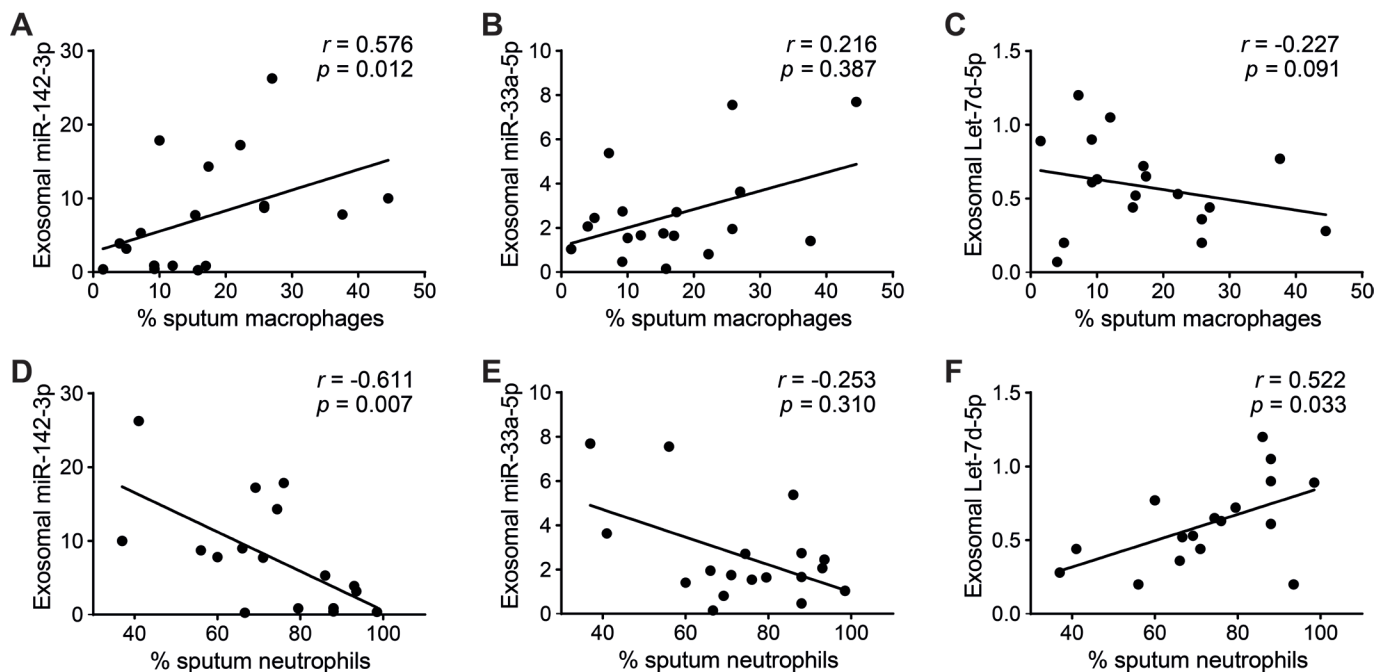 A
r = 0.576
p = 0.012
Exosomal miR-142-3p
30
20
10
0
0 10 20 30 40 50
% sputum macrophages
B
r = 0.216
p = 0.387
Exosomal miR-33a-5p
10
8
6
4
2
0
0 10 20 30 40 50
% sputum macrophages
C
r = -0.227
p = 0.091
Exosomal Let-7d-5p
1.5
1.0
0.5
0.0
0 10 20 30 40 50
% sputum macrophages
D
r = -0.611
p = 0.007
Exosomal miR-142-3p
30
20
10
0
40 60 80 100
% sputum neutrophils
E
r = -0.253
p = 0.310
Exosomal miR-33a-5p
10
8
6
4
2
0
40 60 80 100
% sputum neutrophils
F
r = 0.522
p = 0.033
Exosomal Let-7d-5p
1.5
1.0
0.5
0.0
40 60 80 100
% sputum neutrophils